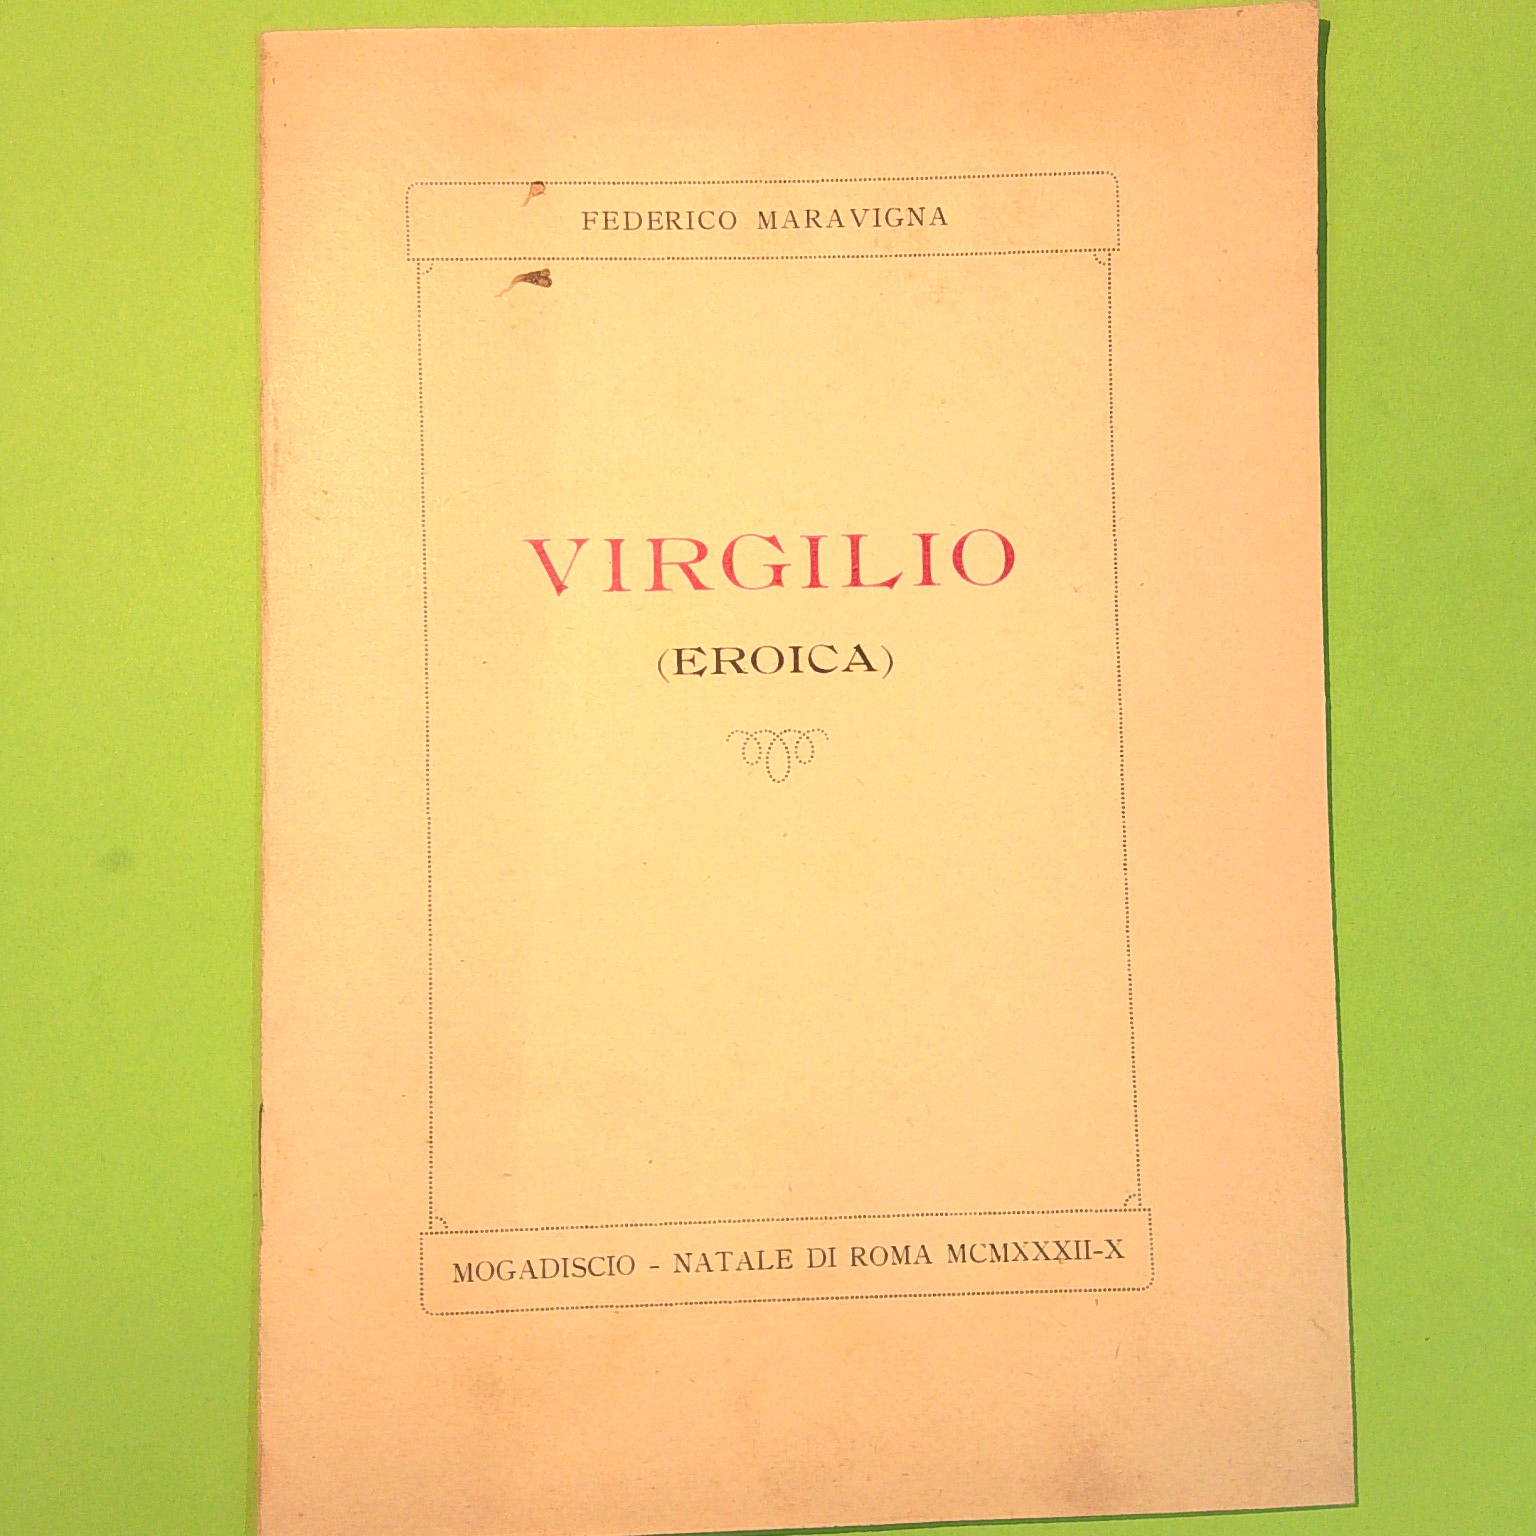 FEDERICO MARAVIGNA
VIRGILIO
(EROICA)
MOGADISCIO - NATALE DI ROMA MCMXXXII-X